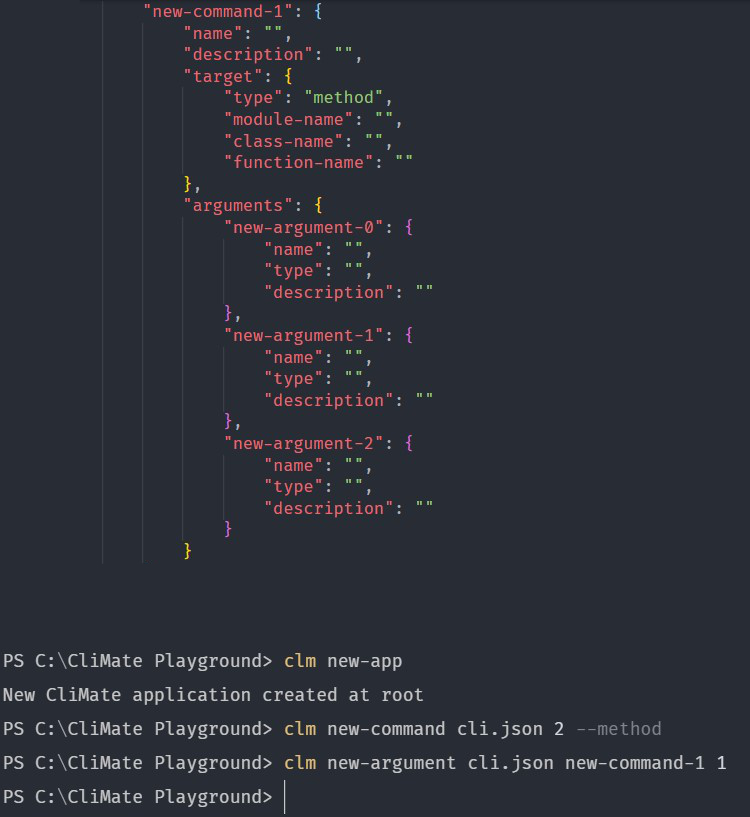 "new-command-1": {
"name": "",
"description": "",
"target": {
"type": "method",
"module-name": "",
"class-name": "",
"function-name": ""
},
"arguments": {
"new-argument-0": {
"name": "",
"type": "",
"description": ""
},
"new-argument-1": {
"name": "",
"type": "",
"description": ""
},
"new-argument-2": {
"name": "",
"type": "",
"description": ""
}
}
PS C:\CliMate Playground> clm new-app
New CliMate application created at root
PS C:\CliMate Playground> clm new-command cli.json 2 --method
PS C:\CliMate Playground> clm new-argument cli.json new-command-1 1
PS C:\CliMate Playground>